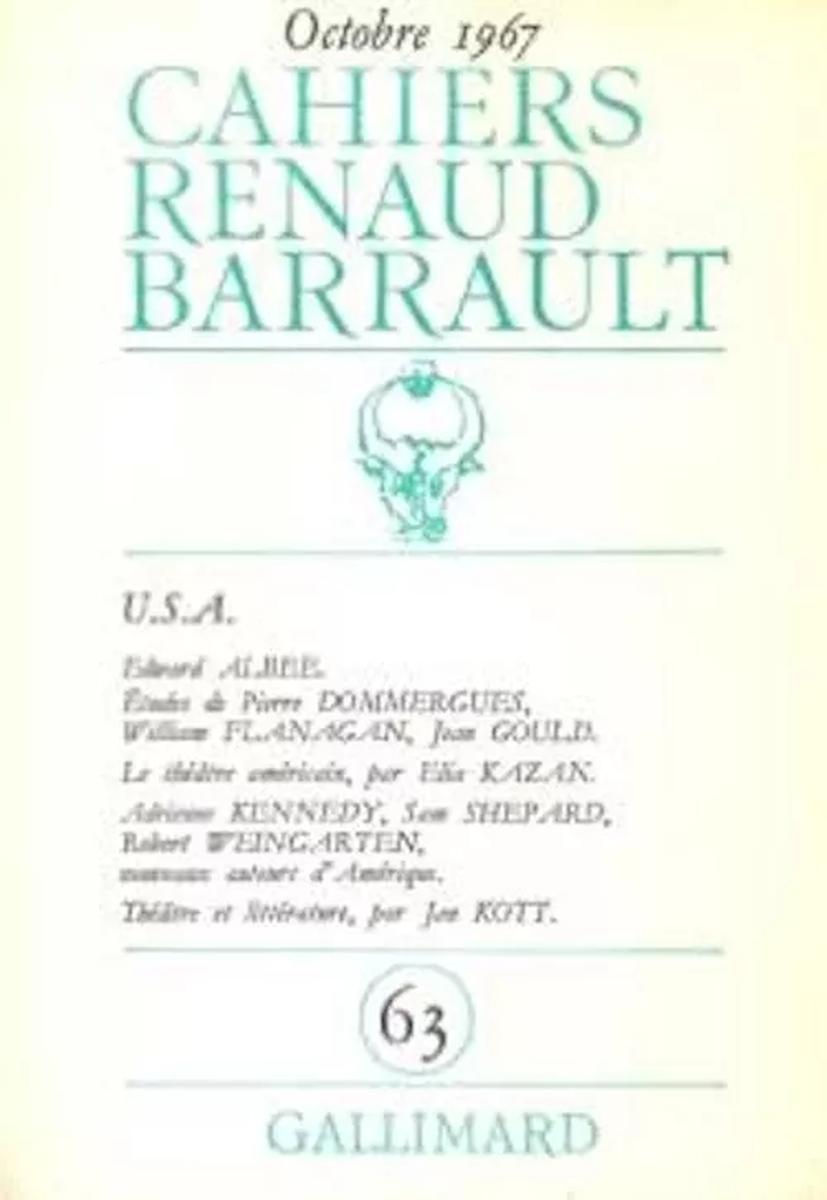 Octobre 1967
CAHIERS
RENAUD
BARRAULT
U.S.A.
Edward ALBEE.
Études de Pierre DOMMERGUES,
William FLANAGAN, Jean GOULD.
Le théâtre américain, par Elia KAZAN.
Adrienne KENNEDY, Sam SHEPARD,
Robert WEINGARTEN,
nouveaux auteurs d'Amérique.
Théâtre et littérature, par Jan KOTT.
63
GALLIMARD